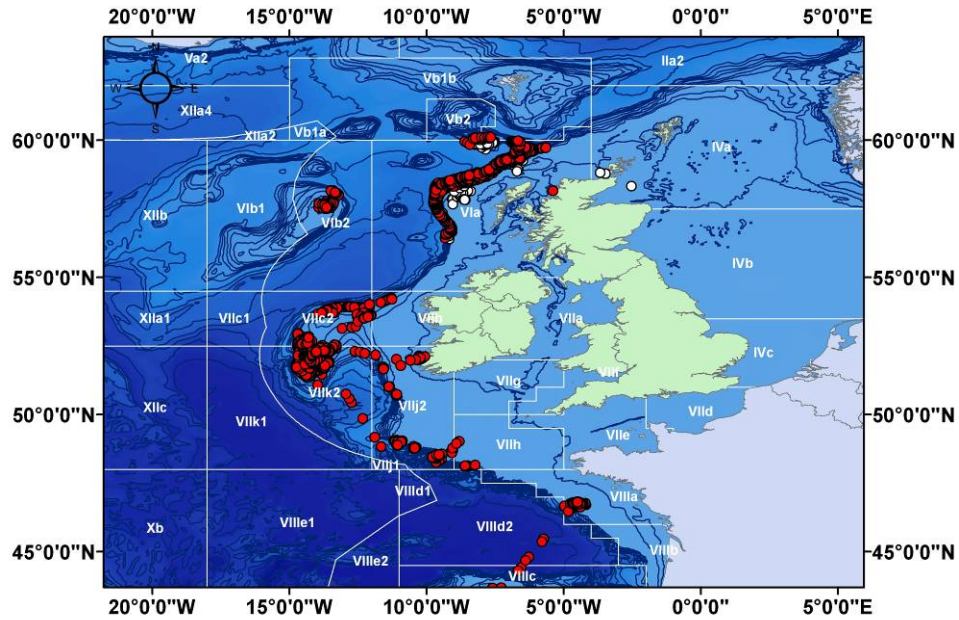 20°0'0"W 15°0'0"W 10°0'0"W 5°0'0"W 0°0'0" 5°0'0"E
Va2
N
Vb1b
IIa2
W E
XIIa4
S
Vb2
XIIa2 Vb1a
60°0'0"N 60°0'0"N
IVa
XIIb VIb1 VIb2 VIa
IVb
55°0'0"N 55°0'0"N
XIIa1 VIIc1 VIIc2 VIIb VIIa
IVc
VIIg VIIf
XIIc VIIk1 VIIk2 VIIj2 VIId
50°0'0"N 50°0'0"N
VIIh VIIe
VIIj1
VIIId1 VIIIa
Xb VIIIe1 VIIId2
VIIIb
45°0'0"N 45°0'0"N
VIIIe2 VIIIc
20°0'0"W 15°0'0"W 10°0'0"W 5°0'0"W 0°0'0" 5°0'0"E